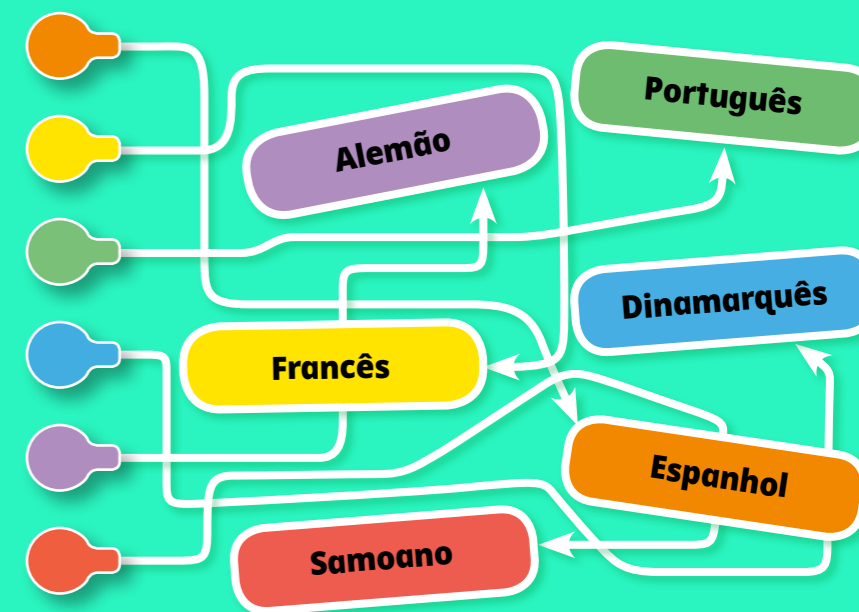 Português
Alemão
Dinamarquês
Francês
Espanhol
Samoano